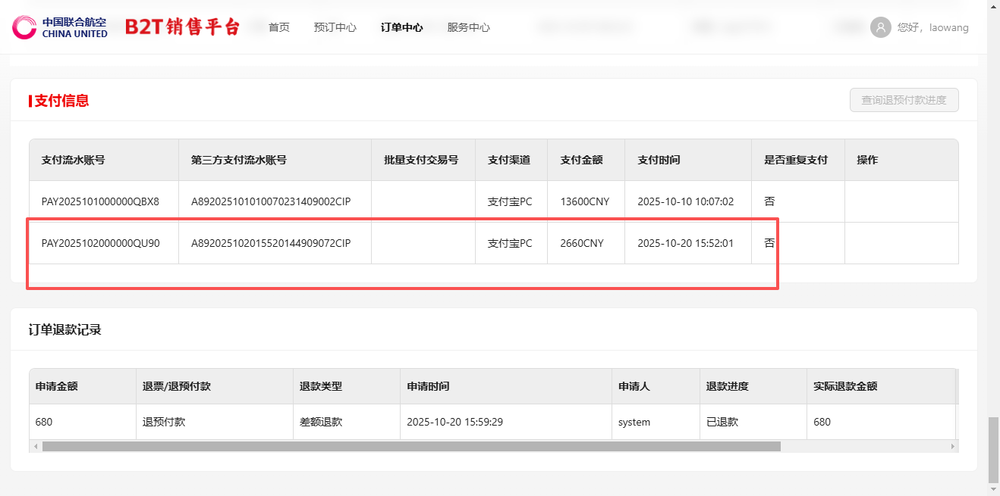 中国联合航空
CHINA UNITED
B2T销售平台
首页 预订中心 订单中心 服务中心
您好，laowang
支付信息
查询退预付款进度
支付流水账号 第三方支付流水账号 批量支付交易号 支付渠道 支付金额 支付时间 是否重复支付 操作
PAY2025101000000QBX8 A892025101010070231409002CIP 支付宝PC 13600CNY 2025-10-10 10:07:02 否
PAY2025102000000QU90 A892025102015520144909072CIP 支付宝PC 2660CNY 2025-10-20 15:52:01 否
订单退款记录
申请金额 退票/退预付款 退款类型 申请时间 申请人 退款进度 实际退款金额
680 退预付款 差额退款 2025-10-20 15:59:29 system 已退款 680